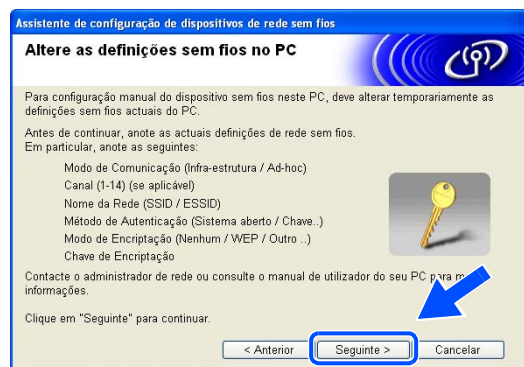 Assistente de configuração de dispositivos de rede sem fios
Altere as definições sem fios no PC
Para configuração manual do dispositivo sem fios neste PC, deve alterar temporariamente as
definições sem fios actuais do PC.
Antes de continuar, anote as actuais definições de rede sem fios.
Em particular, anote as seguintes:
Modo de Comunicação (Infra-estrutura / Ad-hoc)
Canal (1-14) (se aplicável)
Nome da Rede (SSID / ESSID)
Método de Autenticação (Sistema aberto / Chave..)
Modo de Encriptação (Nenhum / WEP / Outro ..)
Chave de Encriptação
Contacte o administrador de rede ou consulte o manual de utilizador do seu PC para
informações.
Clique em "Seguinte" para continuar.
< Anterior Seguinte > Cancelar